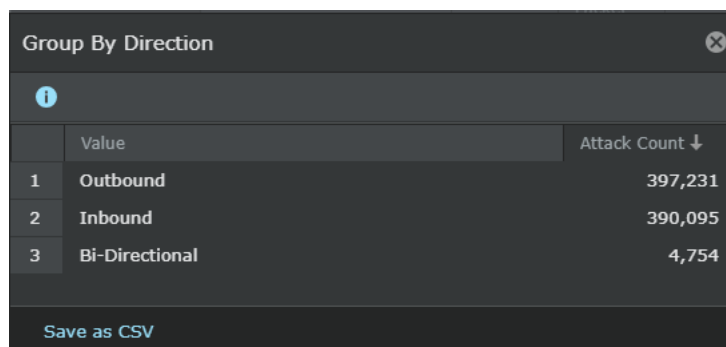 Group By Direction
Value Attack Count
1 Outbound 397,231
2 Inbound 390,095
3 Bi-Directional 4,754
Save as CSV